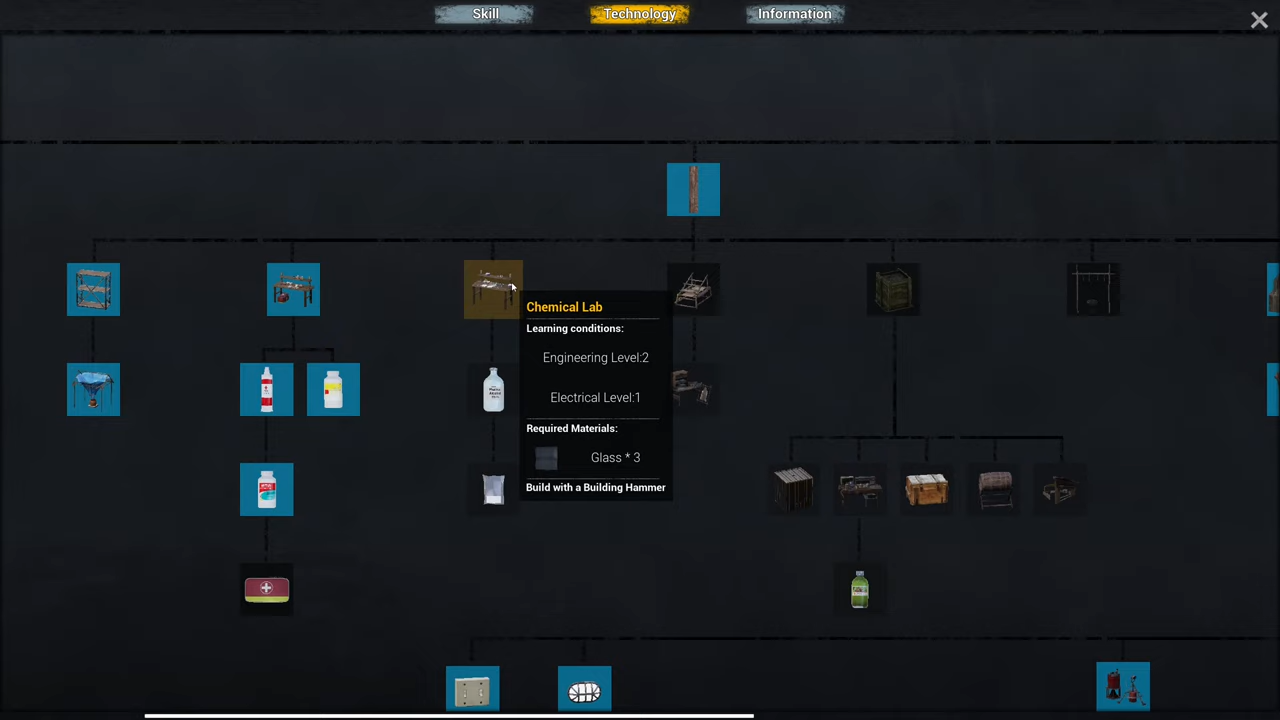 Skill
Technology
Information
Chemical Lab
Learning conditions:
Engineering Level:2
Electrical Level:1
Required Materials:
Glass * 3
Build with a Building Hammer